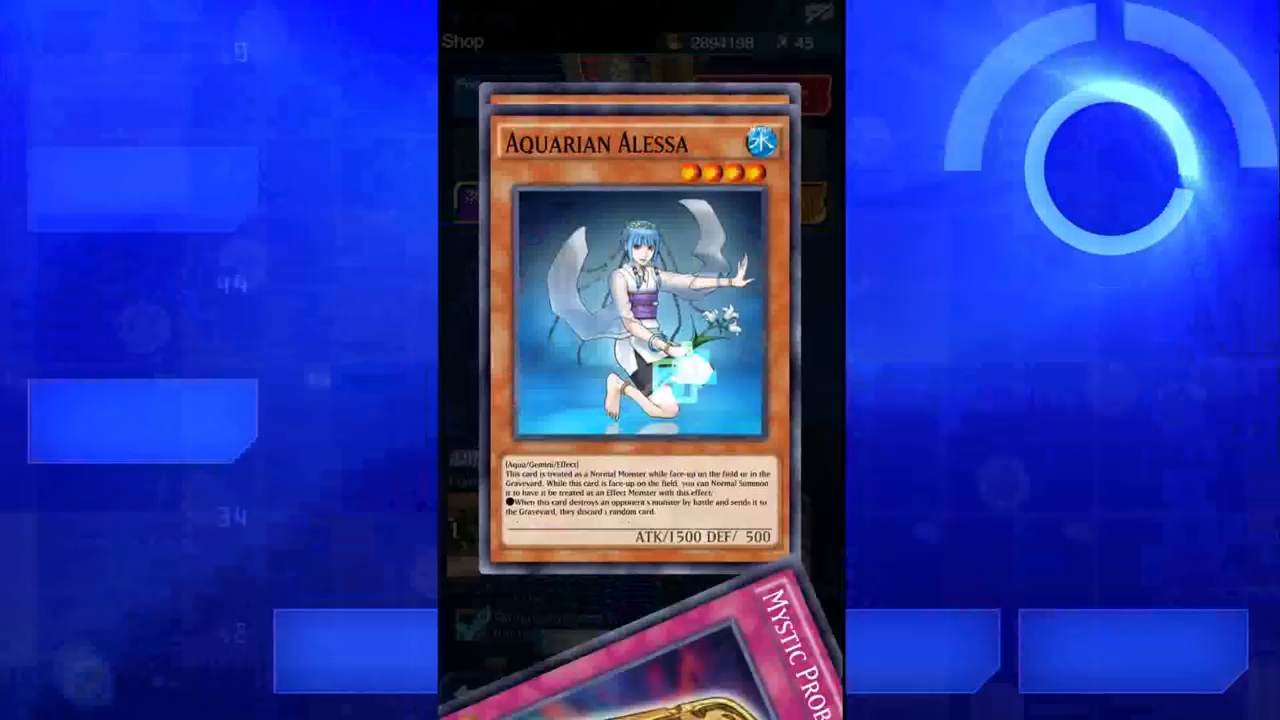 Shop
2894198
45
AQUARIAN ALESSA
水
[Aqua/Gemini/Effect]
This card is treated as a Normal Monster while face-up on the field or in the
Graveyard. While this card is face-up on the field, you can Normal Summon
it to have it be treated as an Effect Monster with this effect.
●When this card destroys an opponent's monster by battle and sends it to
the Graveyard, they discard 1 random card.
ATK/1500 DEF/ 500
MYSTIC PROB
44
34